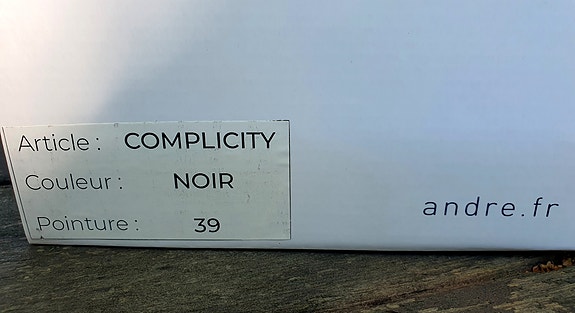 Article : COMPLICITY
Couleur : NOIR
Pointure : 39
andre.fr